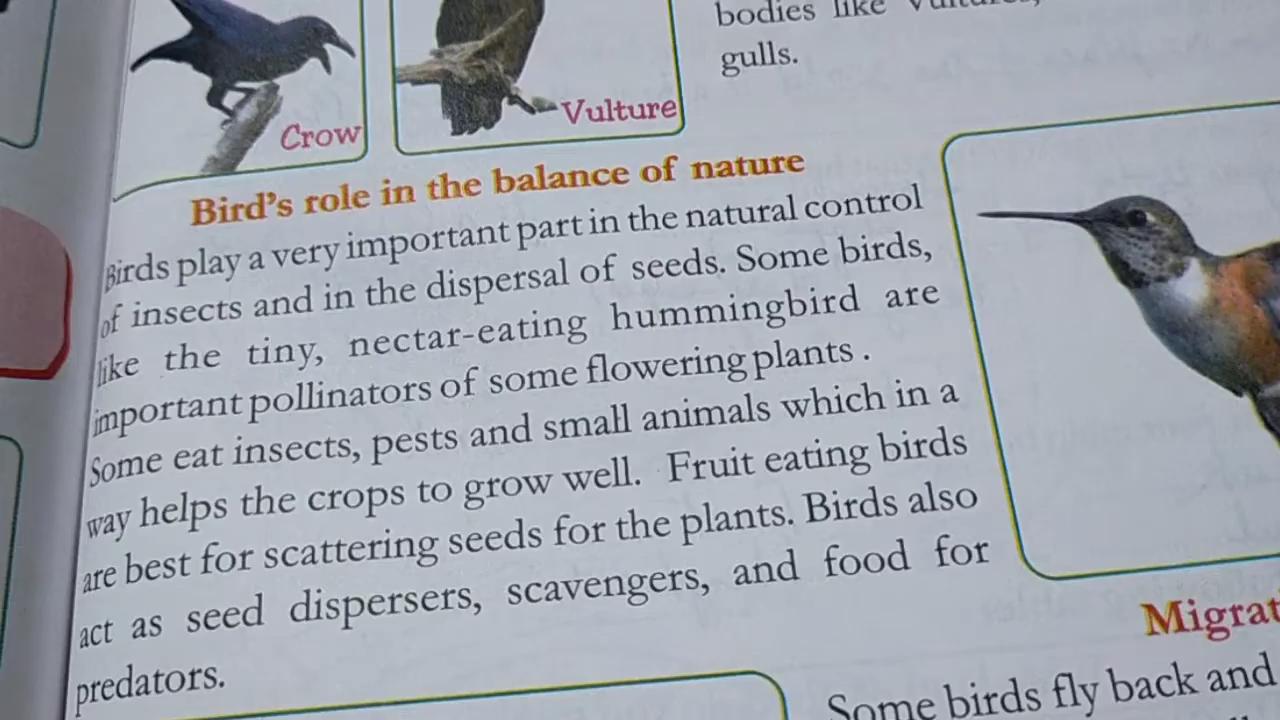 bodies like
gulls.
Crow
Vulture
Bird's role in the balance of nature
Birds play a very important part in the natural control
of insects and in the dispersal of seeds. Some birds,
like the tiny, nectar-eating hummingbird are
important pollinators of some flowering plants .
Some eat insects, pests and small animals which in a
way helps the crops to grow well. Fruit eating birds
are best for scattering seeds for the plants. Birds also
act as seed dispersers, scavengers, and food for
predators.
Migrat
Some birds fly back and